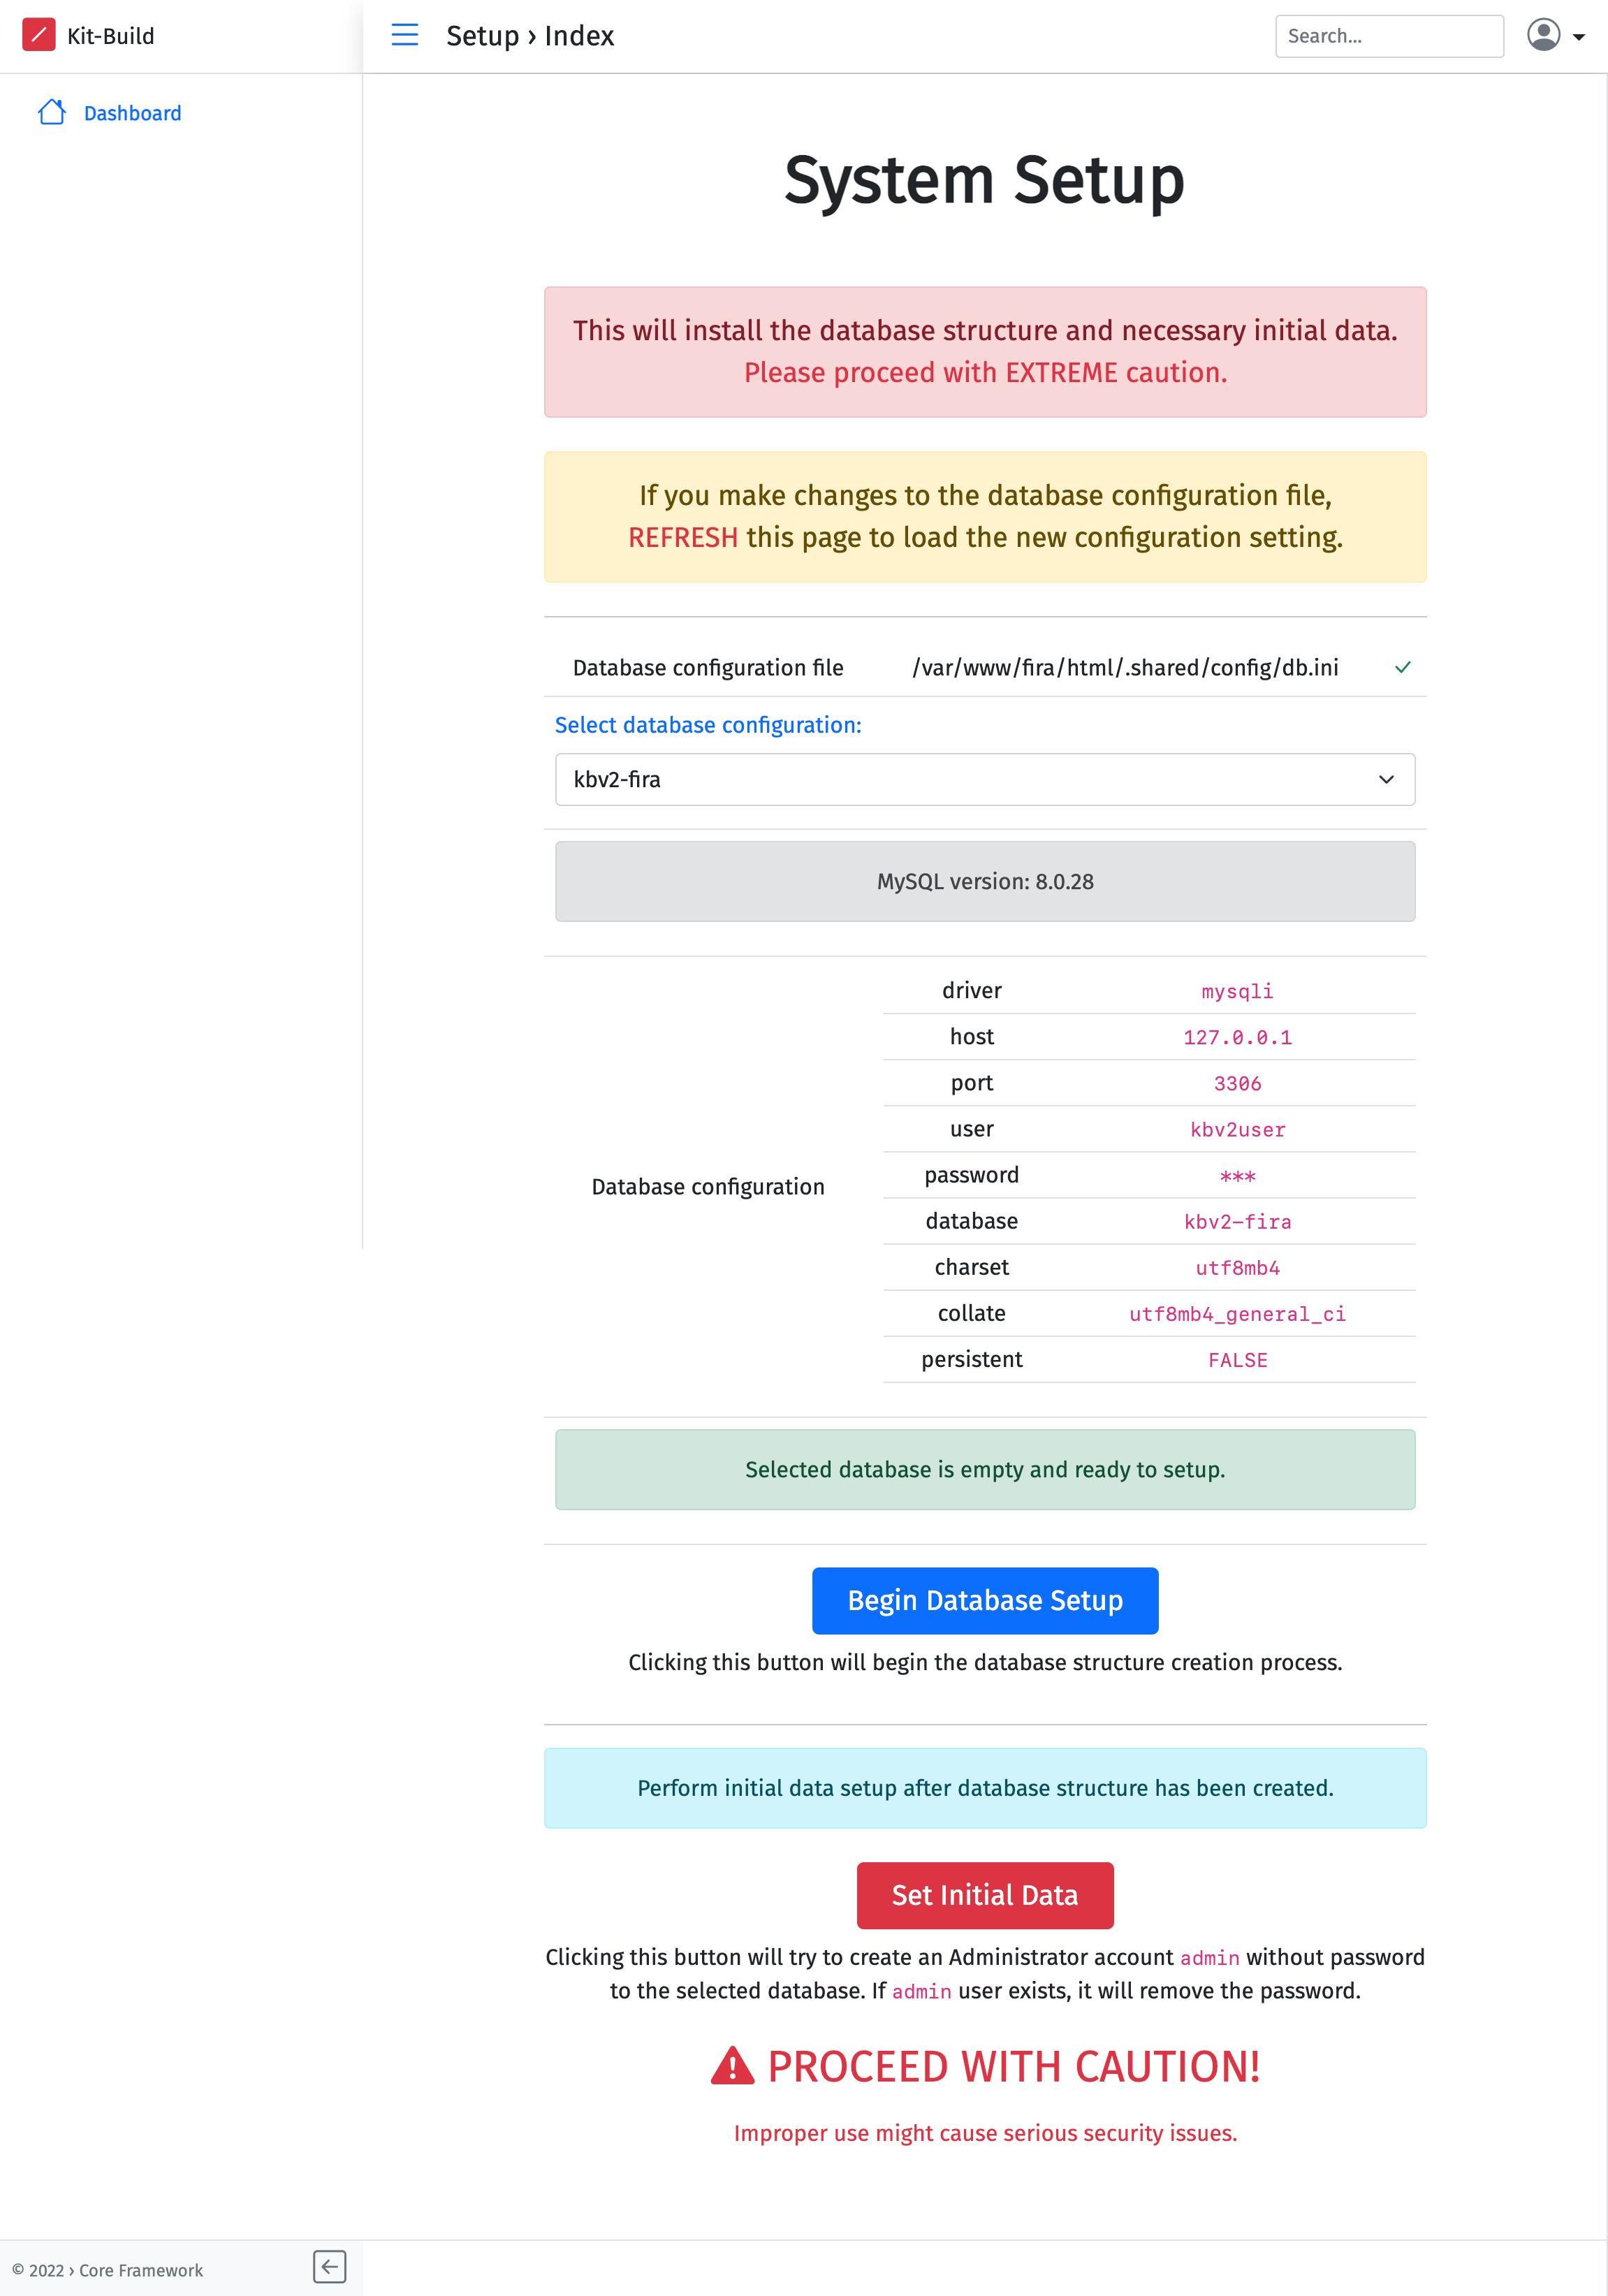 Kit-Build
Setup › Index
Search...
Dashboard
System Setup
This will install the database structure and necessary initial data.
Please proceed with EXTREME caution.
If you make changes to the database configuration file,
REFRESH this page to load the new configuration setting.
Database configuration file /var/www/fira/html/.shared/config/db.ini
Select database configuration:
kbv2-fira
MySQL version: 8.0.28
Database configuration
driver mysqli
host 127.0.0.1
port 3306
user kbv2user
password ***
database kbv2-fira
charset utf8mb4
collate utf8mb4_general_ci
persistent FALSE
Selected database is empty and ready to setup.
Begin Database Setup
Clicking this button will begin the database structure creation process.
Perform initial data setup after database structure has been created.
Set Initial Data
Clicking this button will try to create an Administrator account admin without password
to the selected database. If admin user exists, it will remove the password.
PROCEED WITH CAUTION!
Improper use might cause serious security issues.
© 2022 › Core Framework